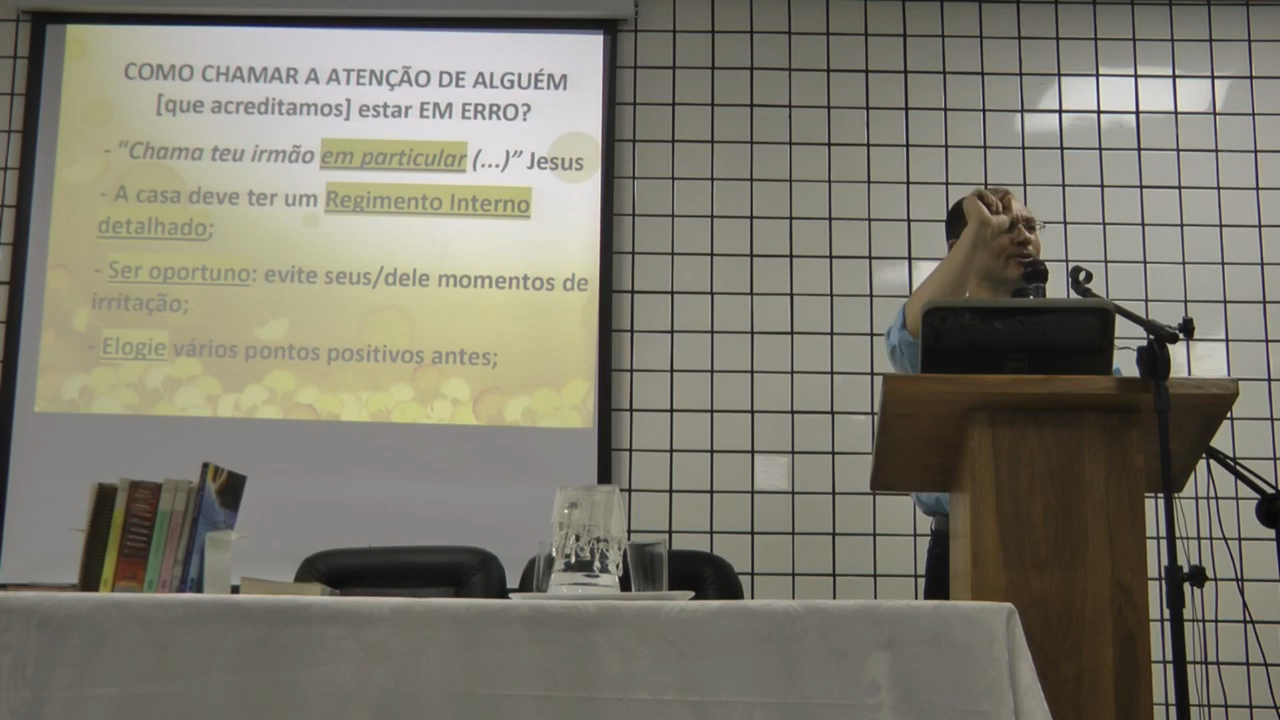 COMO CHAMAR A ATENÇÃO DE ALGUÉM
[que acreditamos] estar EM ERRO?
- “Chama teu irmão em particular (...)” Jesus
- A casa deve ter um Regimento Interno
detalhado;
- Ser oportuno: evite seus/dele momentos de
irritação;
- Elogie vários pontos positivos antes;